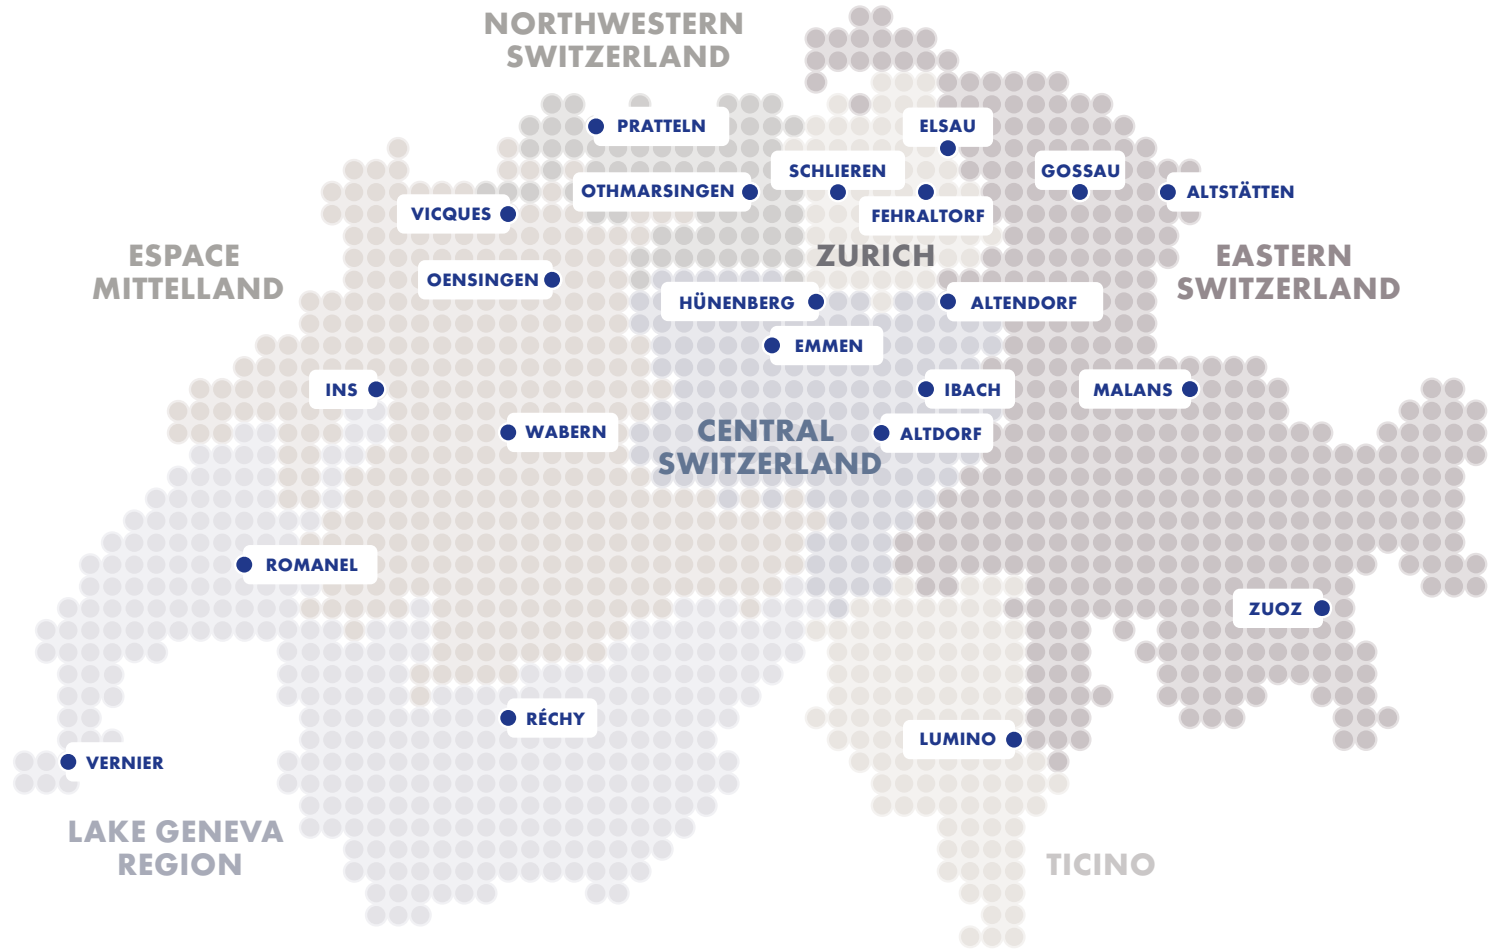 NORTHWESTERN
SWITZERLAND
PRATTELN
ELSAU
SCHLIEREN
GOSSAU
OTHMARSINGEN
ALTSTÄTTEN
VICQUES
FEHRALTORF
ESPACE
MITTELLAND
ZURICH
EASTERN
SWITZERLAND
OENSINGEN
HÜNENBERG
ALTENDORF
EMMEN
INS
IBACH
MALANS
WABERN
CENTRAL
SWITZERLAND
ALTDORF
ROMANEL
ZUOZ
RÉCHY
LUMINO
VERNIER
LAKE GENEVA
REGION
TICINO